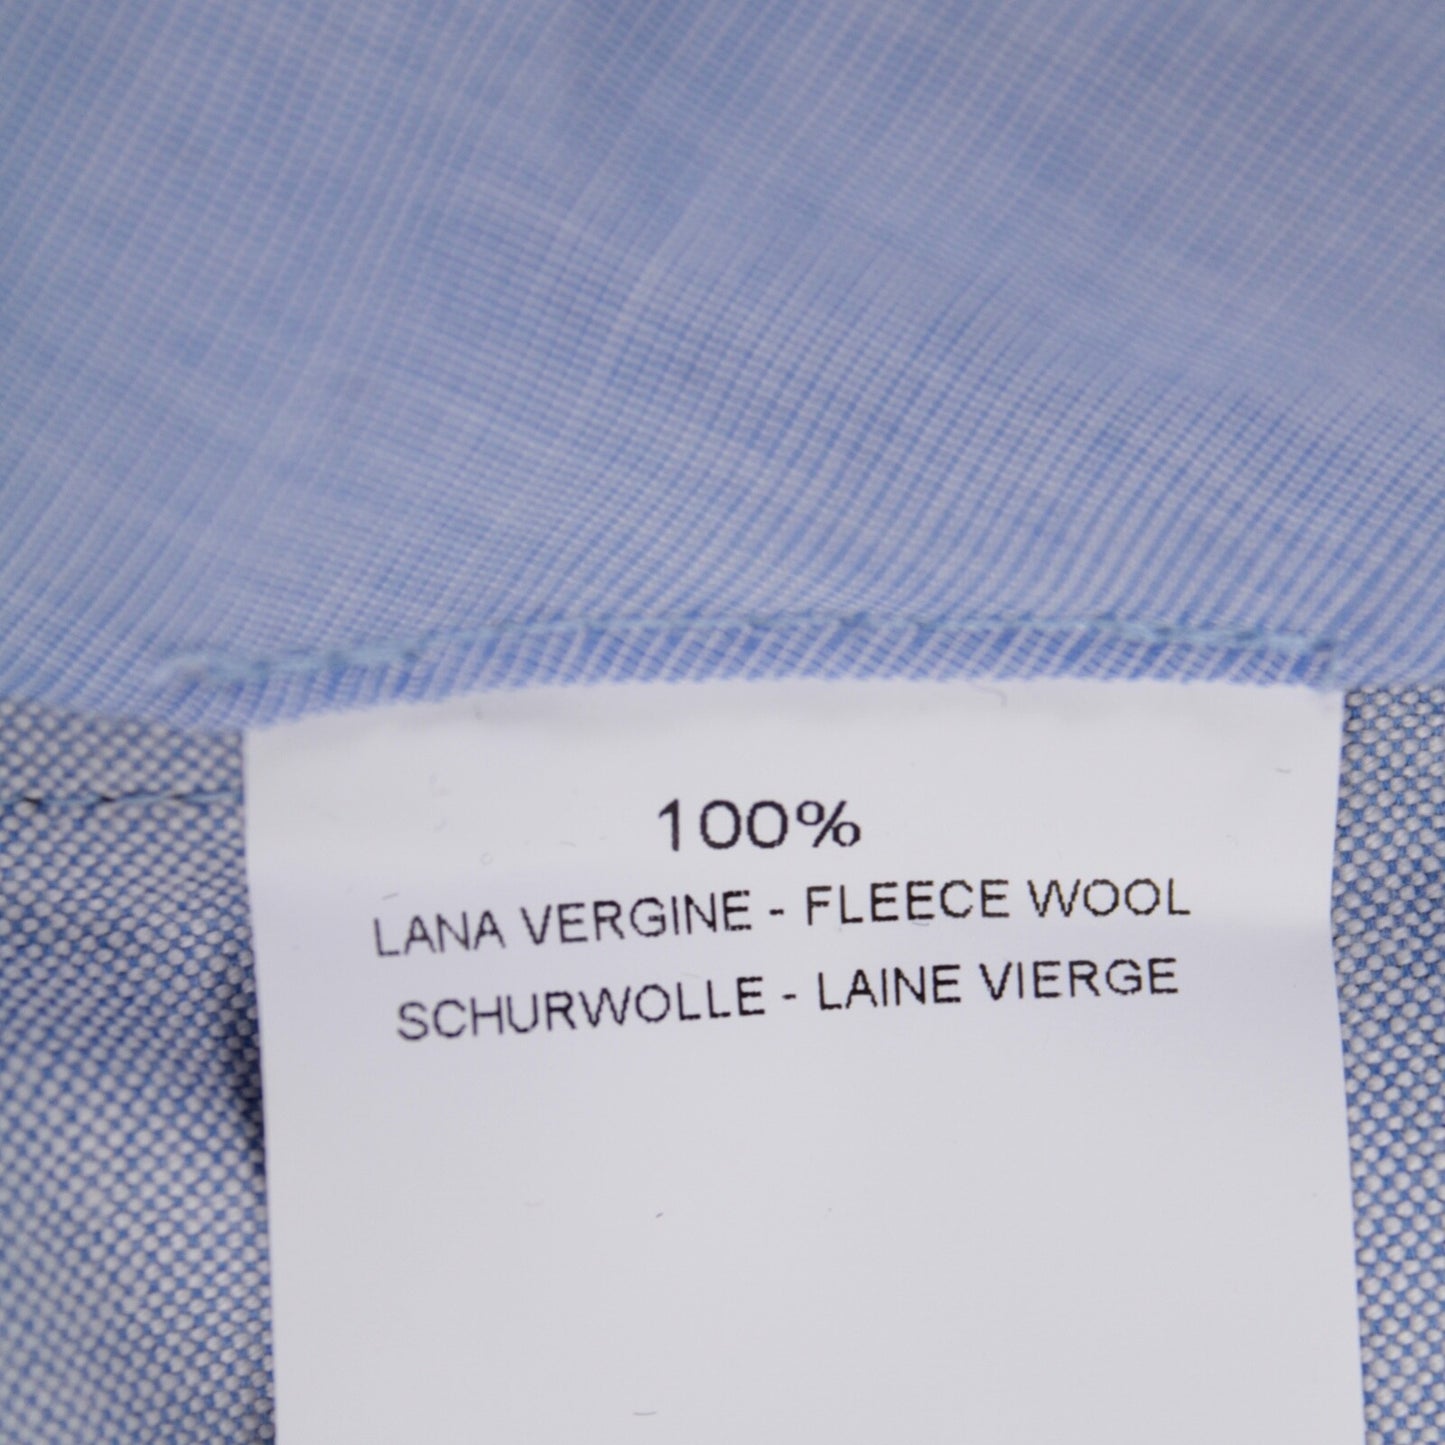 100%
LANA VERGINE - FLEECE WOOL
SCHURWOLLE - LAINE VIERGE